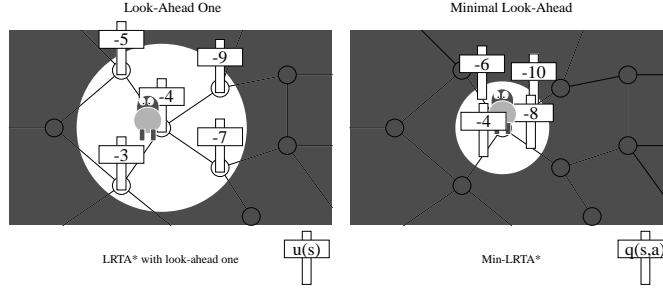 Look-Ahead One
Minimal Look-Ahead
-5
-9
-4
-3
-7
-6
-10
-8
-4
LRTA* with look-ahead one
u(s)
Min-LRTA*
q(s,a)